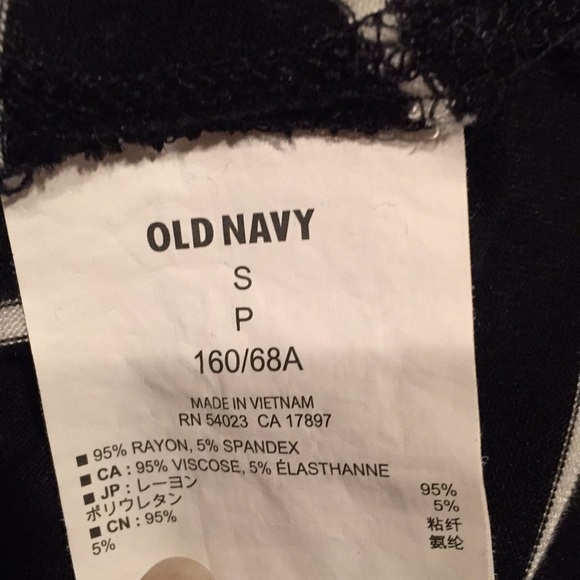 OLD NAVY
S
P
160/68A
MADE IN VIETNAM
RN 54023 CA 17897
■ 95% RAYON, 5% SPANDEX
■ CA : 95% VISCOSE, 5% ÉLASTHANNE
■ JP : レーヨン 95%
ポリウレタン 5%
■ CN : 95% 粘纤
5% 氨纶